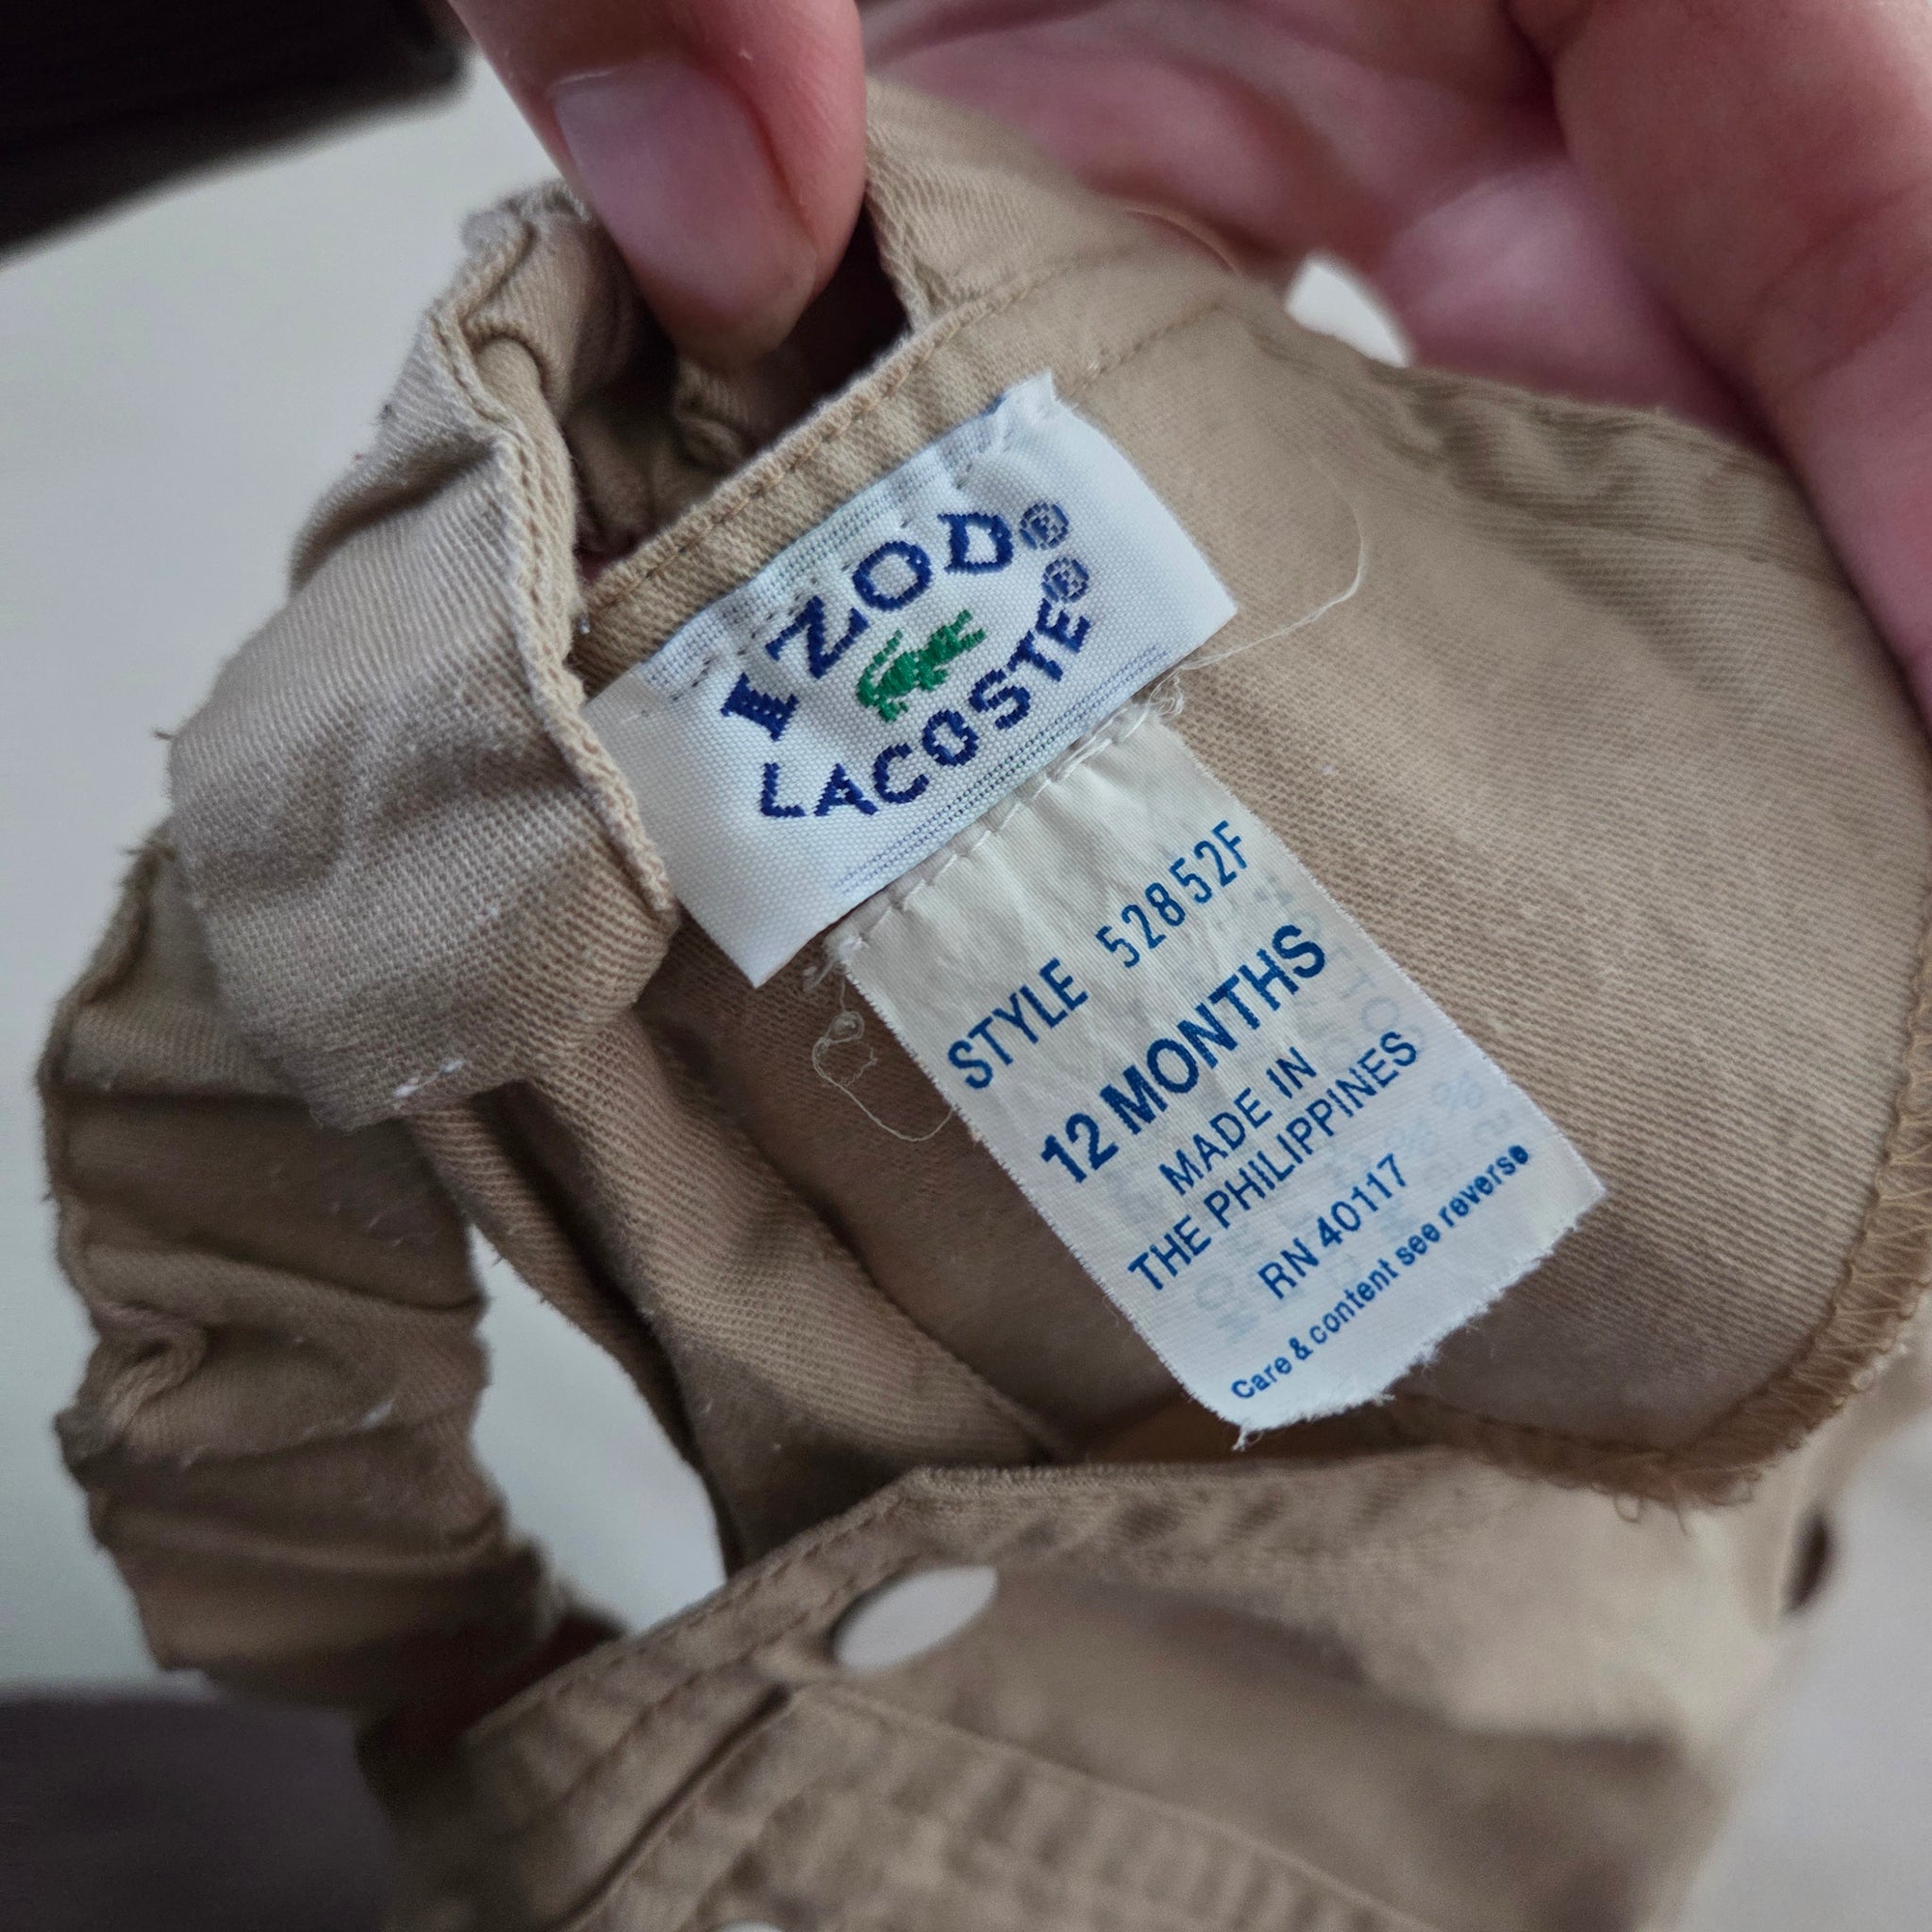 IZOD®
LACOSTE®
STYLE 52852F
12 MONTHS
MADE IN
THE PHILIPPINES
RN 40117
Care & content see reverse